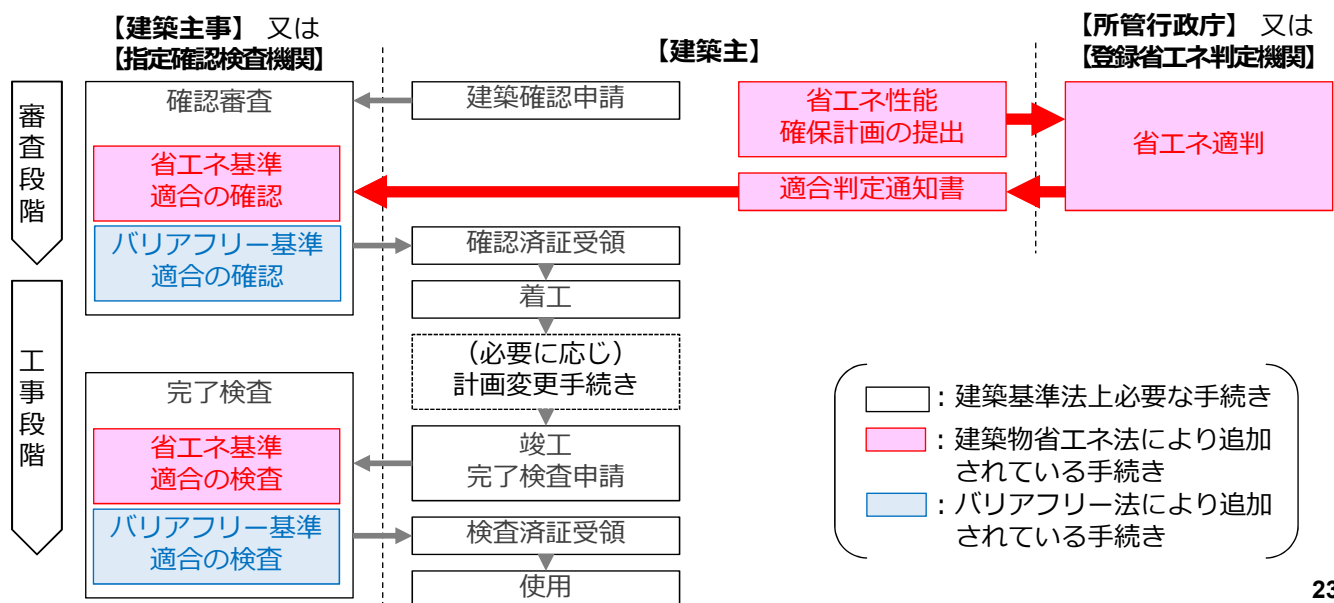 【建築主事】 又は
【指定確認検査機関】
【建築主】
【所管行政庁】 又は
【登録省エネ判定機関】
審査段階
確認審査
建築確認申請
省エネ性能
確保計画の提出
省エネ適判
省エネ基準
適合の確認
適合判定通知書
バリアフリー基準
適合の確認
確認済証受領
着工
工事段階
（必要に応じ）
計画変更手続き
完了検査
省エネ基準
適合の検査
竣工
完了検査申請
バリアフリー基準
適合の検査
検査済証受領
使用
：建築基準法上必要な手続き
：建築物省エネ法により追加
されている手続き
：バリアフリー法により追加
されている手続き
23